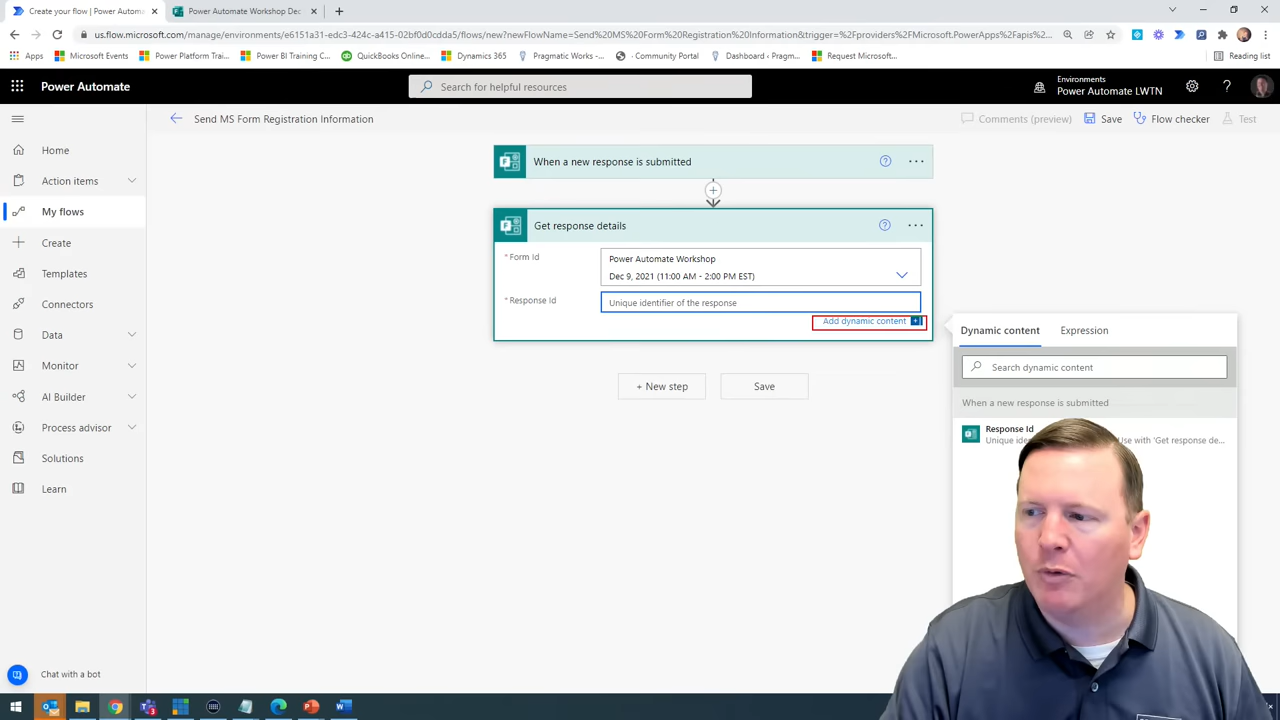 Create your flow | Power Automa
Power Automate Workshop Dec
us.flow.microsoft.com/manage/environments/e6151a31-edc3-424c-a415-02bf0d0cdda5/flows/new?newFlowName=Send%20MS%20Form%20Registration%20Information&trigger=%2Fproviders%2FMicrosoft.PowerApps%2Fapis%2...
Apps
Microsoft Events
Power Platform Trai...
Power BI Training C...
QuickBooks Online...
Dynamics 365
Pragmatic Works -...
· Community Portal
Dashboard ‹ Pragm...
Request Microsoft...
Reading list
Power Automate
Search for helpful resources
Environments
Power Automate LWTN
Send MS Form Registration Information
Comments (preview)
Save
Flow checker
Test
Home
Action items
My flows
Create
Templates
Connectors
Data
Monitor
AI Builder
Process advisor
Solutions
Learn
Chat with a bot
When a new response is submitted
Get response details
* Form Id
Power Automate Workshop
Dec 9, 2021 (11:00 AM - 2:00 PM EST)
* Response Id
Unique identifier of the response
Add dynamic content
+ New step
Save
Dynamic content
Expression
Search dynamic content
When a new response is submitted
Response Id
Use with 'Get response de...